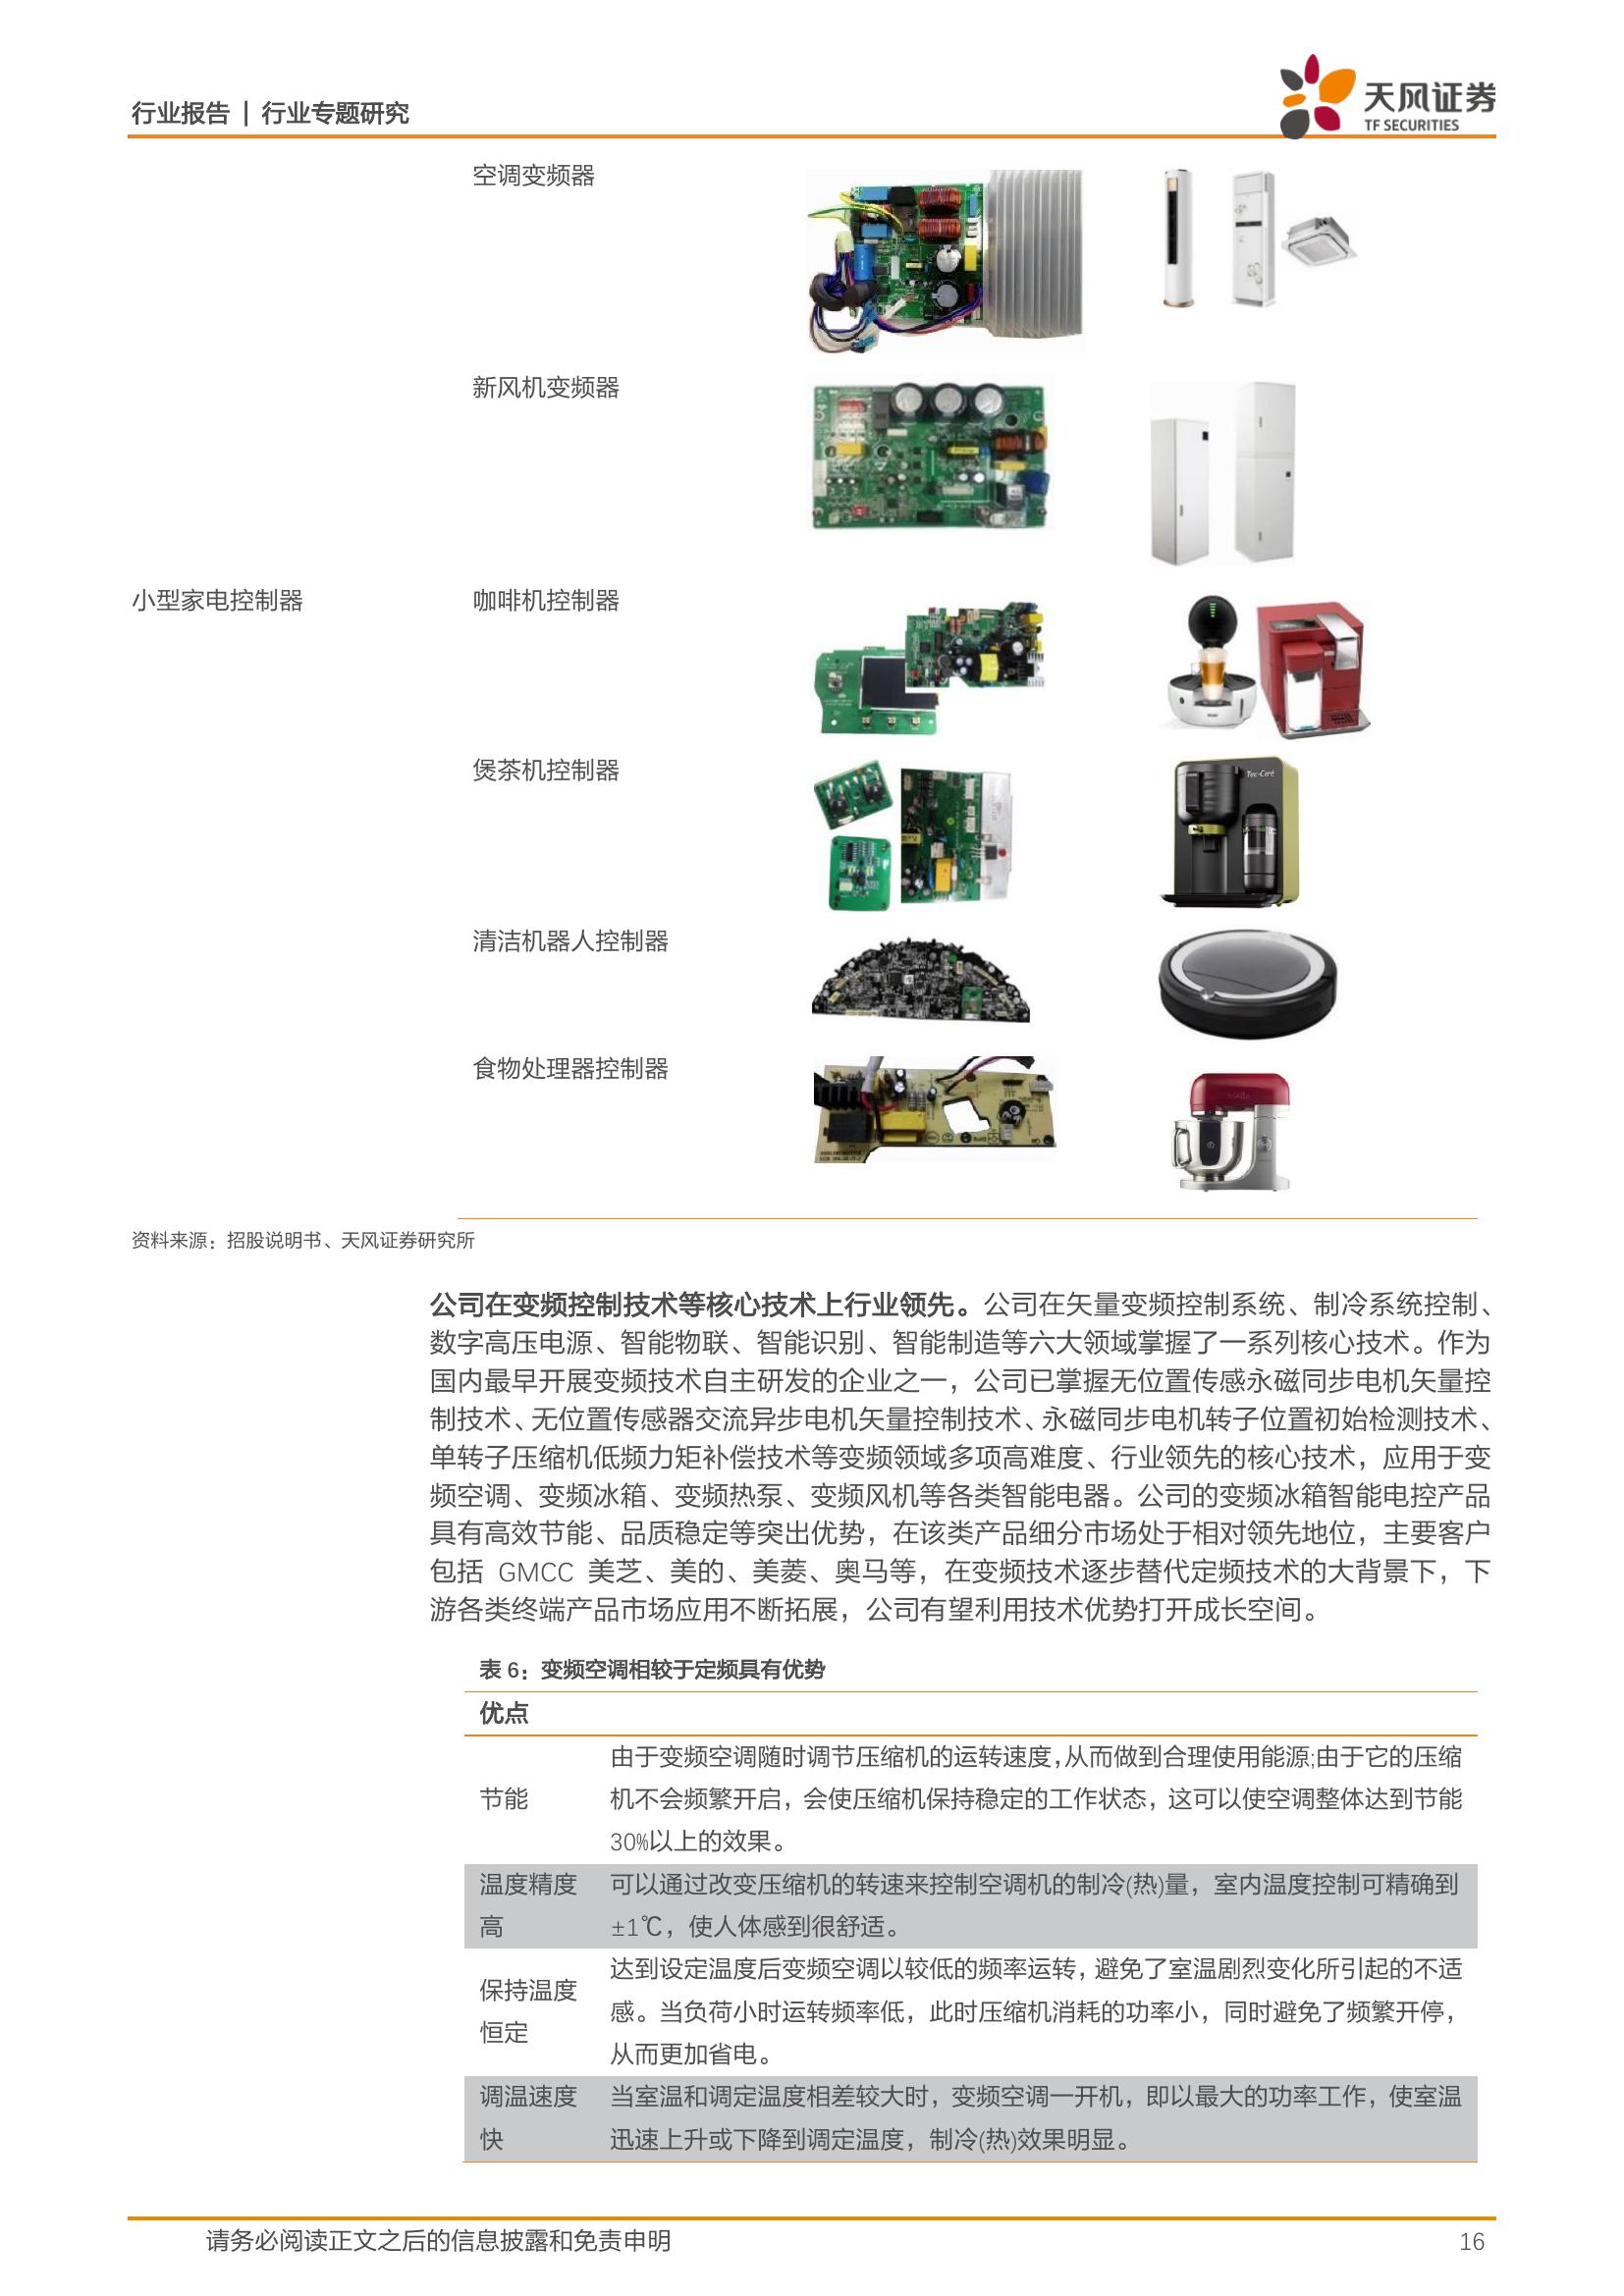 行业报告 | 行业专题研究
天风证券
TF SECURITIES
空调变频器
新风机变频器
小型家电控制器 咖啡机控制器
煲茶机控制器
Tec-Caré
清洁机器人控制器
食物处理器控制器
资料来源：招股说明书、天风证券研究所
公司在变频控制技术等核心技术上行业领先。公司在矢量变频控制系统、制冷系统控制、
数字高压电源、智能物联、智能识别、智能制造等六大领域掌握了一系列核心技术。作为
国内最早开展变频技术自主研发的企业之一，公司已掌握无位置传感永磁同步电机矢量控
制技术、无位置传感器交流异步电机矢量控制技术、永磁同步电机转子位置初始检测技术、
单转子压缩机低频力矩补偿技术等变频领域多项高难度、行业领先的核心技术，应用于变
频空调、变频冰箱、变频热泵、变频风机等各类智能电器。公司的变频冰箱智能电控产品
具有高效节能、品质稳定等突出优势，在该类产品细分市场处于相对领先地位，主要客户
包括 GMCC 美芝、美的、美菱、奥马等，在变频技术逐步替代定频技术的大背景下，下
游各类终端产品市场应用不断拓展，公司有望利用技术优势打开成长空间。
表 6：变频空调相较于定频具有优势
优点
由于变频空调随时调节压缩机的运转速度，从而做到合理使用能源;由于它的压缩
节能 机不会频繁开启，会使压缩机保持稳定的工作状态，这可以使空调整体达到节能
30%以上的效果。
温度精度 可以通过改变压缩机的转速来控制空调机的制冷(热)量，室内温度控制可精确到
高 ±1℃，使人体感到很舒适。
达到设定温度后变频空调以较低的频率运转，避免了室温剧烈变化所引起的不适
保持温度
感。当负荷小时运转频率低，此时压缩机消耗的功率小，同时避免了频繁开停，
恒定
从而更加省电。
调温速度 当室温和调定温度相差较大时，变频空调一开机，即以最大的功率工作，使室温
快 迅速上升或下降到调定温度，制冷(热)效果明显。
请务必阅读正文之后的信息披露和免责申明 16